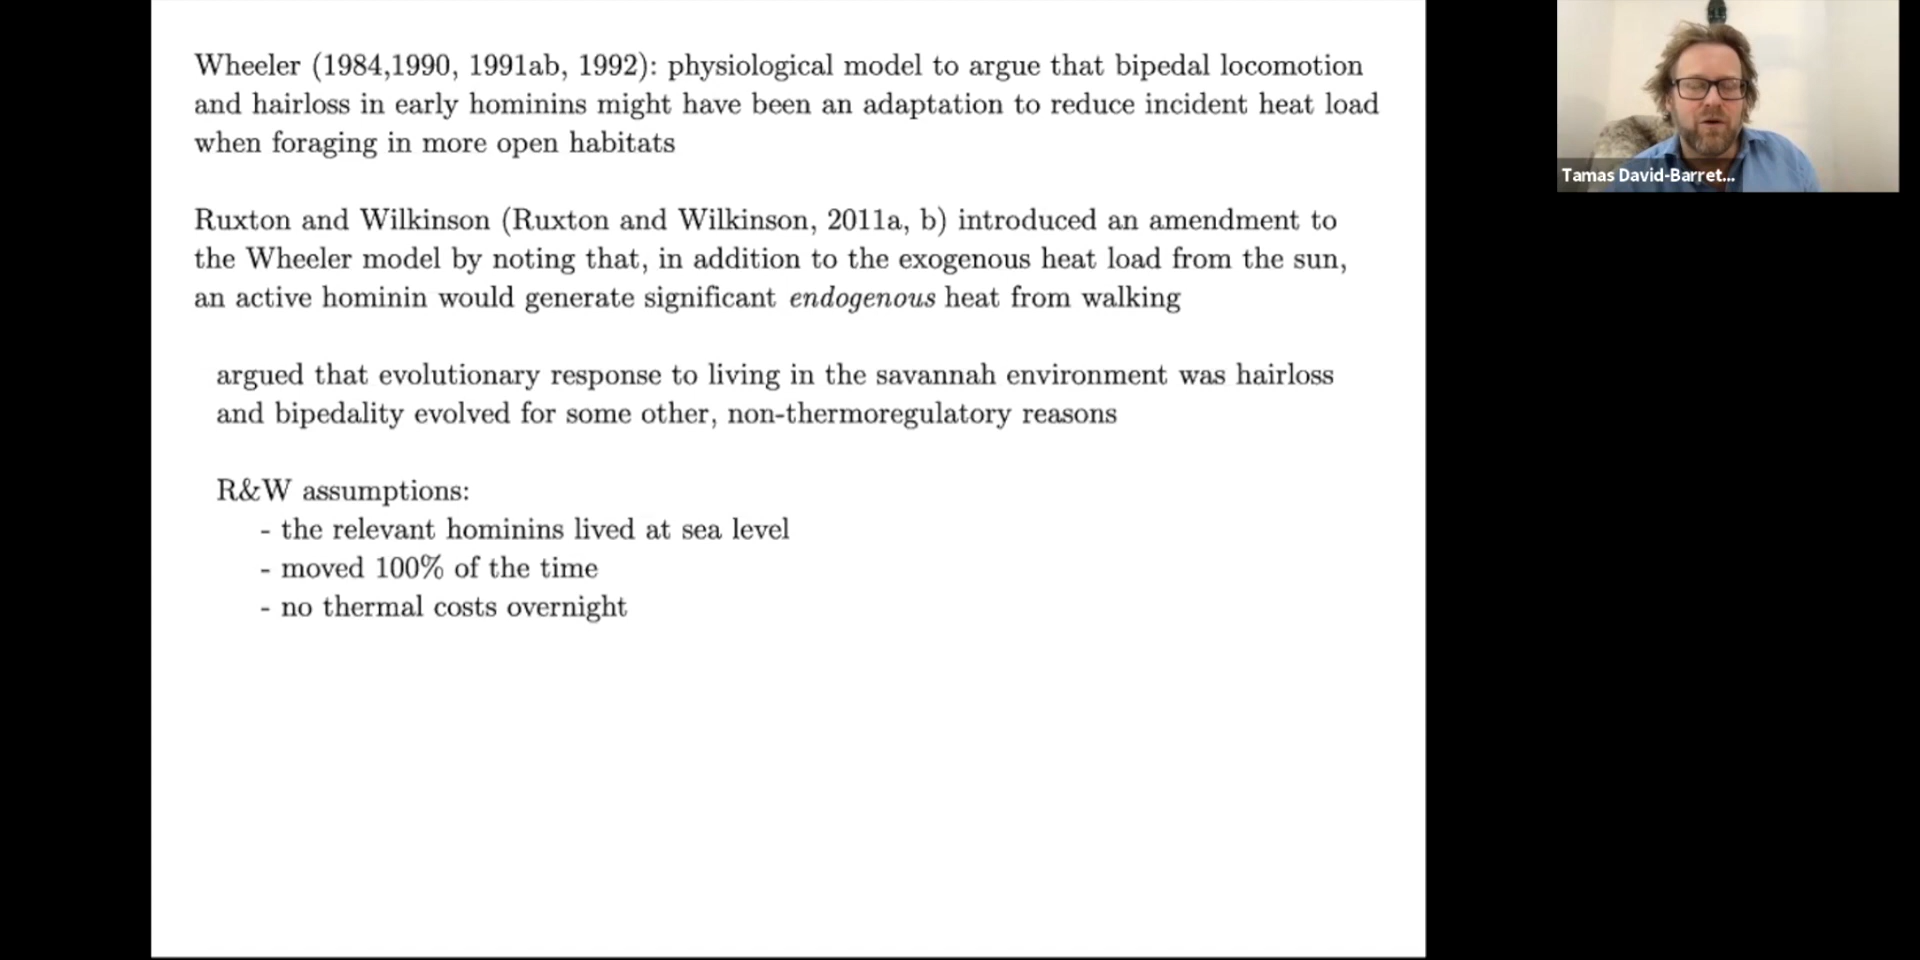 Wheeler (1984,1990, 1991ab, 1992): physiological model to argue that bipedal locomotion
and hairloss in early hominins might have been an adaptation to reduce incident heat load
when foraging in more open habitats
Ruxton and Wilkinson (Ruxton and Wilkinson, 2011a, b) introduced an amendment to
the Wheeler model by noting that, in addition to the exogenous heat load from the sun,
an active hominin would generate significant endogenous heat from walking
argued that evolutionary response to living in the savannah environment was hairloss
and bipedality evolved for some other, non-thermoregulatory reasons
R&W assumptions:
- the relevant hominins lived at sea level
- moved 100% of the time
- no thermal costs overnight
Tamas David-Barret...